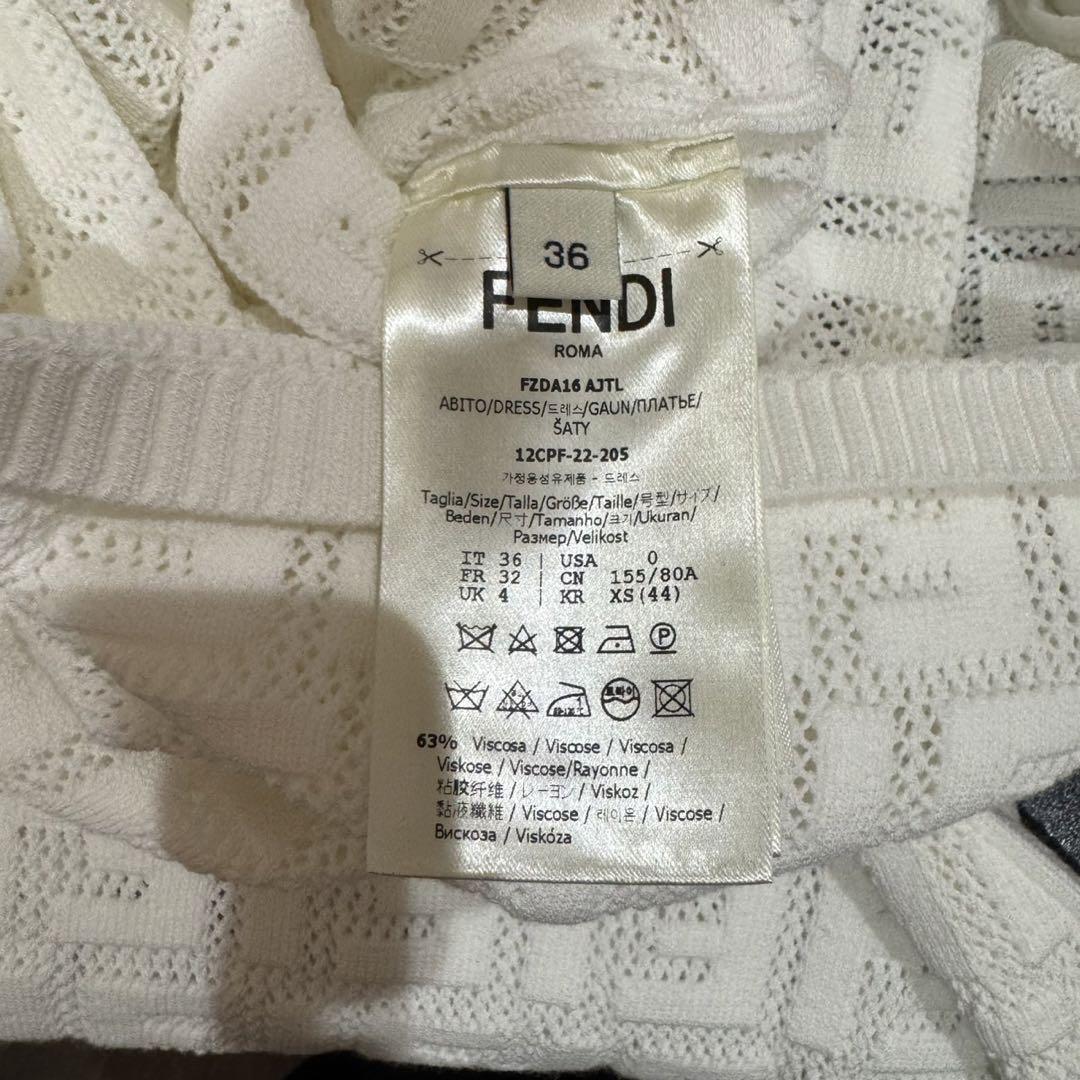 36
FENDI
ROMA
FZDA16 AJTL
ABITO/DRESS/드레스/GAUN/ПЛАТЬЕ/
ŠATY
12CPF-22-205
가정용섬유제품 - 드레스
Taglia/Size/Talla/Größe/Taille/号型/サイズ/
Beden/尺寸/Tamanho/크기/Ukuran/
Размер/Velikost
IT 36 | USA 0
FR 32 | CN 155/80A
UK 4 | KR XS(44)
P
드라이
63% Viscosa / Viscose / Viscosa /
Viskose / Viscose/Rayonne /
粘胶纤维 / レーヨン / Viskoz /
黏液纖維 / Viscose / 레이온 / Viscose /
Вискоза / Viskóza